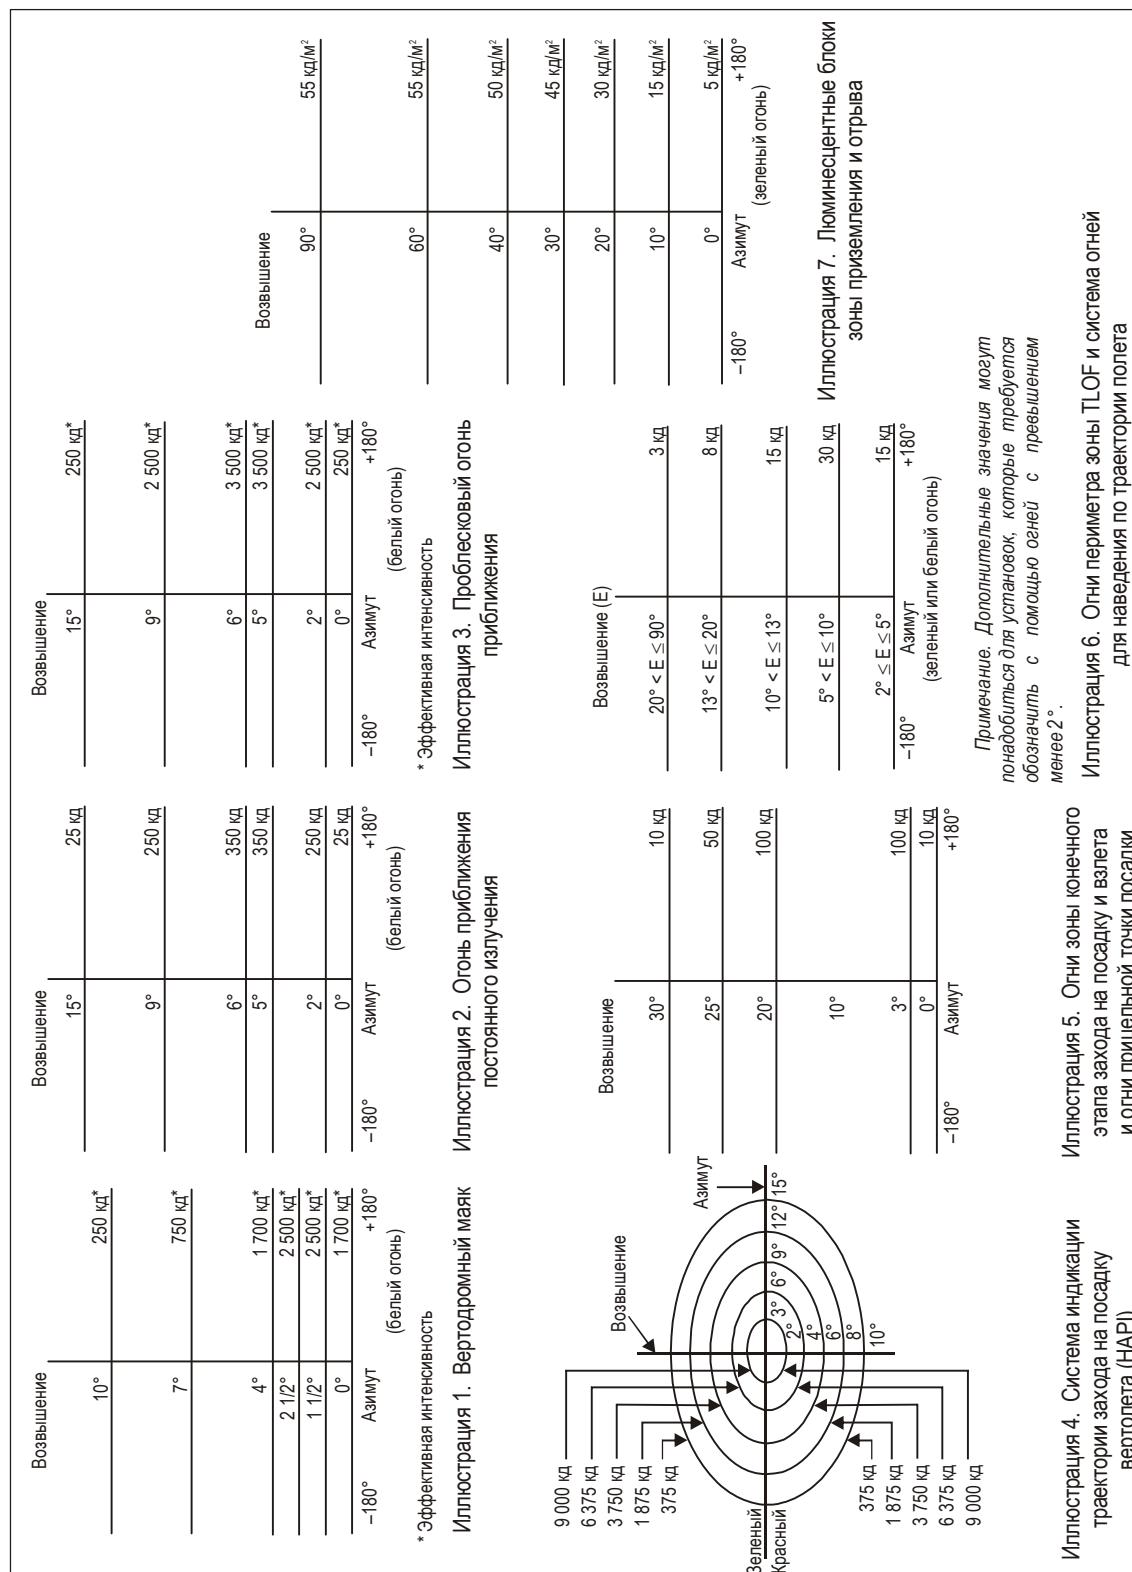 Возвышение
10°
250 кд*
7°
750 кд*
4°
1 700 кд*
2 1/2°
2 500 кд*
1 1/2°
2 500 кд*
0°
1 700 кд*
–180°
Азимут
+180°
(белый огонь)
* Эффективная интенсивность
Иллюстрация 1. Вертодромный маяк
Возвышение
15°
25 кд
9°
250 кд
6°
350 кд
5°
350 кд
2°
250 кд
0°
25 кд
–180°
Азимут
+180°
(белый огонь)
Иллюстрация 2. Огонь приближения
постоянного излучения
Возвышение
15°
250 кд*
9°
2 500 кд*
6°
3 500 кд*
5°
3 500 кд*
2°
2 500 кд*
0°
250 кд*
–180°
Азимут
+180°
(белый огонь)
* Эффективная интенсивность
Иллюстрация 3. Проблесковый огонь
приближения
Возвышение
90°
55 кд/м²
60°
55 кд/м²
40°
50 кд/м²
30°
45 кд/м²
20°
30 кд/м²
10°
15 кд/м²
0°
5 кд/м²
–180°
Азимут
+180°
(зеленый огонь)
Иллюстрация 7. Люминесцентные блоки
зоны приземления и отрыва
9 000 кд
6 375 кд
3 750 кд
1 875 кд
375 кд
Возвышение
Азимут
3°
6°
9°
12°
15°
2°
4°
6°
8°
10°
Зеленый
Красный
375 кд
1 875 кд
3 750 кд
6 375 кд
9 000 кд
Иллюстрация 4. Система индикации
траектории захода на посадку
вертолета (HAPI)
Возвышение
30°
10 кд
25°
50 кд
20°
100 кд
10°
3°
100 кд
0°
10 кд
–180°
Азимут
+180°
Иллюстрация 5. Огни зоны конечного
этапа захода на посадку и взлета
и огни прицельной точки посадки
Возвышение (E)
20° < E ≤ 90°
3 кд
13° < E ≤ 20°
8 кд
10° < E ≤ 13°
15 кд
5° < E ≤ 10°
30 кд
2° ≤ E ≤ 5°
15 кд
–180°
Азимут
+180°
(зеленый или белый огонь)
Примечание. Дополнительные значения могут
понадобиться для установок, которые требуется
обозначить с помощью огней с превышением
менее 2°.
Иллюстрация 6. Огни периметра зоны TLOF и система огней
для наведения по траектории полета